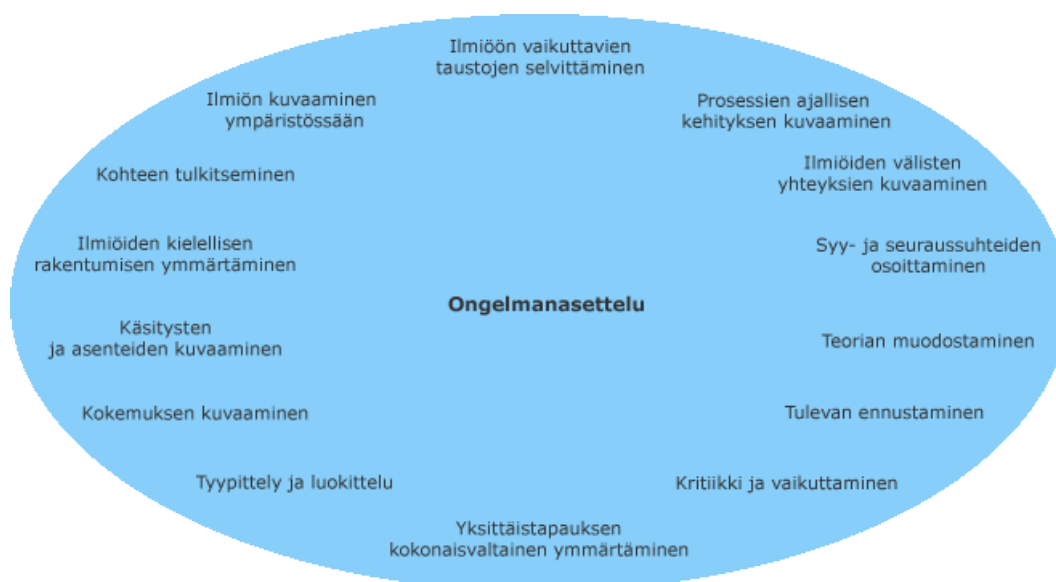 Ilmiöön vaikuttavien
taustojen selvittäminen
Ilmiön kuvaaminen
ympäristössään
Prosessien ajallisen
kehityksen kuvaaminen
Kohteen tulkitseminen
Ilmiöiden välisten
yhteyksien kuvaaminen
Ilmiöiden kielellisen
rakentumisen ymmärtäminen
Syy- ja seuraussuhteiden
osoittaminen
Ongelmanasettelu
Käsitysten
ja asenteiden kuvaaminen
Teorian muodostaminen
Kokemuksen kuvaaminen
Tulevan ennustaminen
Tyypittely ja luokittelu
Kritiikki ja vaikuttaminen
Yksittäistapauksen
kokonaisvaltainen ymmärtäminen